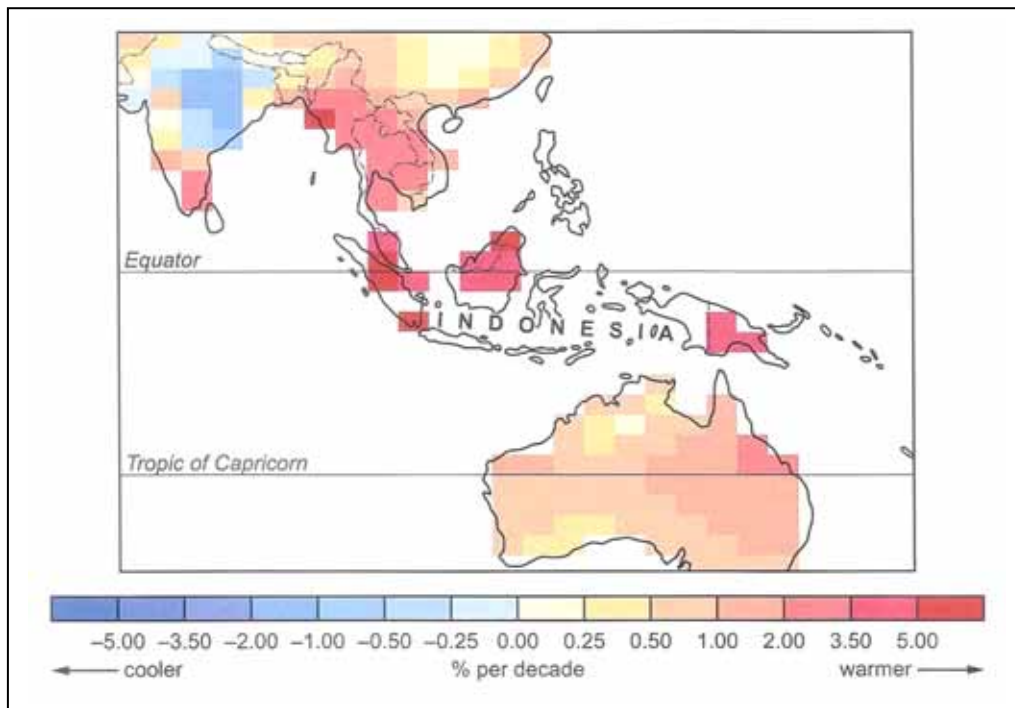 Equator
INDONESIA
Tropic of Capricorn
–5.00 –3.50 –2.00 –1.00 –0.50 –0.25 0.00 0.25 0.50 1.00 2.00 3.50 5.00
cooler % per decade warmer